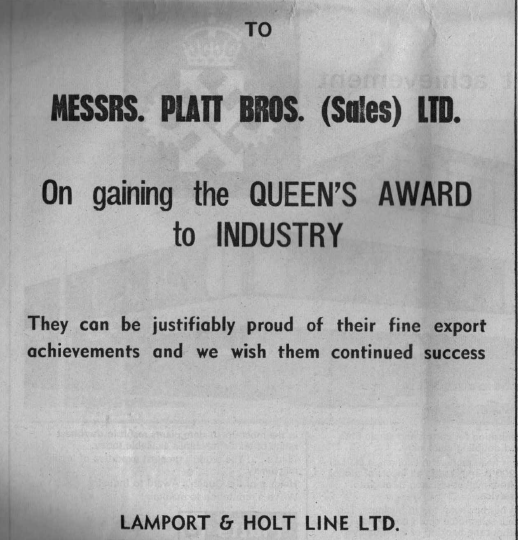 TO
MESSRS. PLATT BROS. (Sales) LTD.
On gaining the QUEEN'S AWARD
to INDUSTRY
They can be justifiably proud of their fine export
achievements and we wish them continued success
LAMPORT & HOLT LINE LTD.